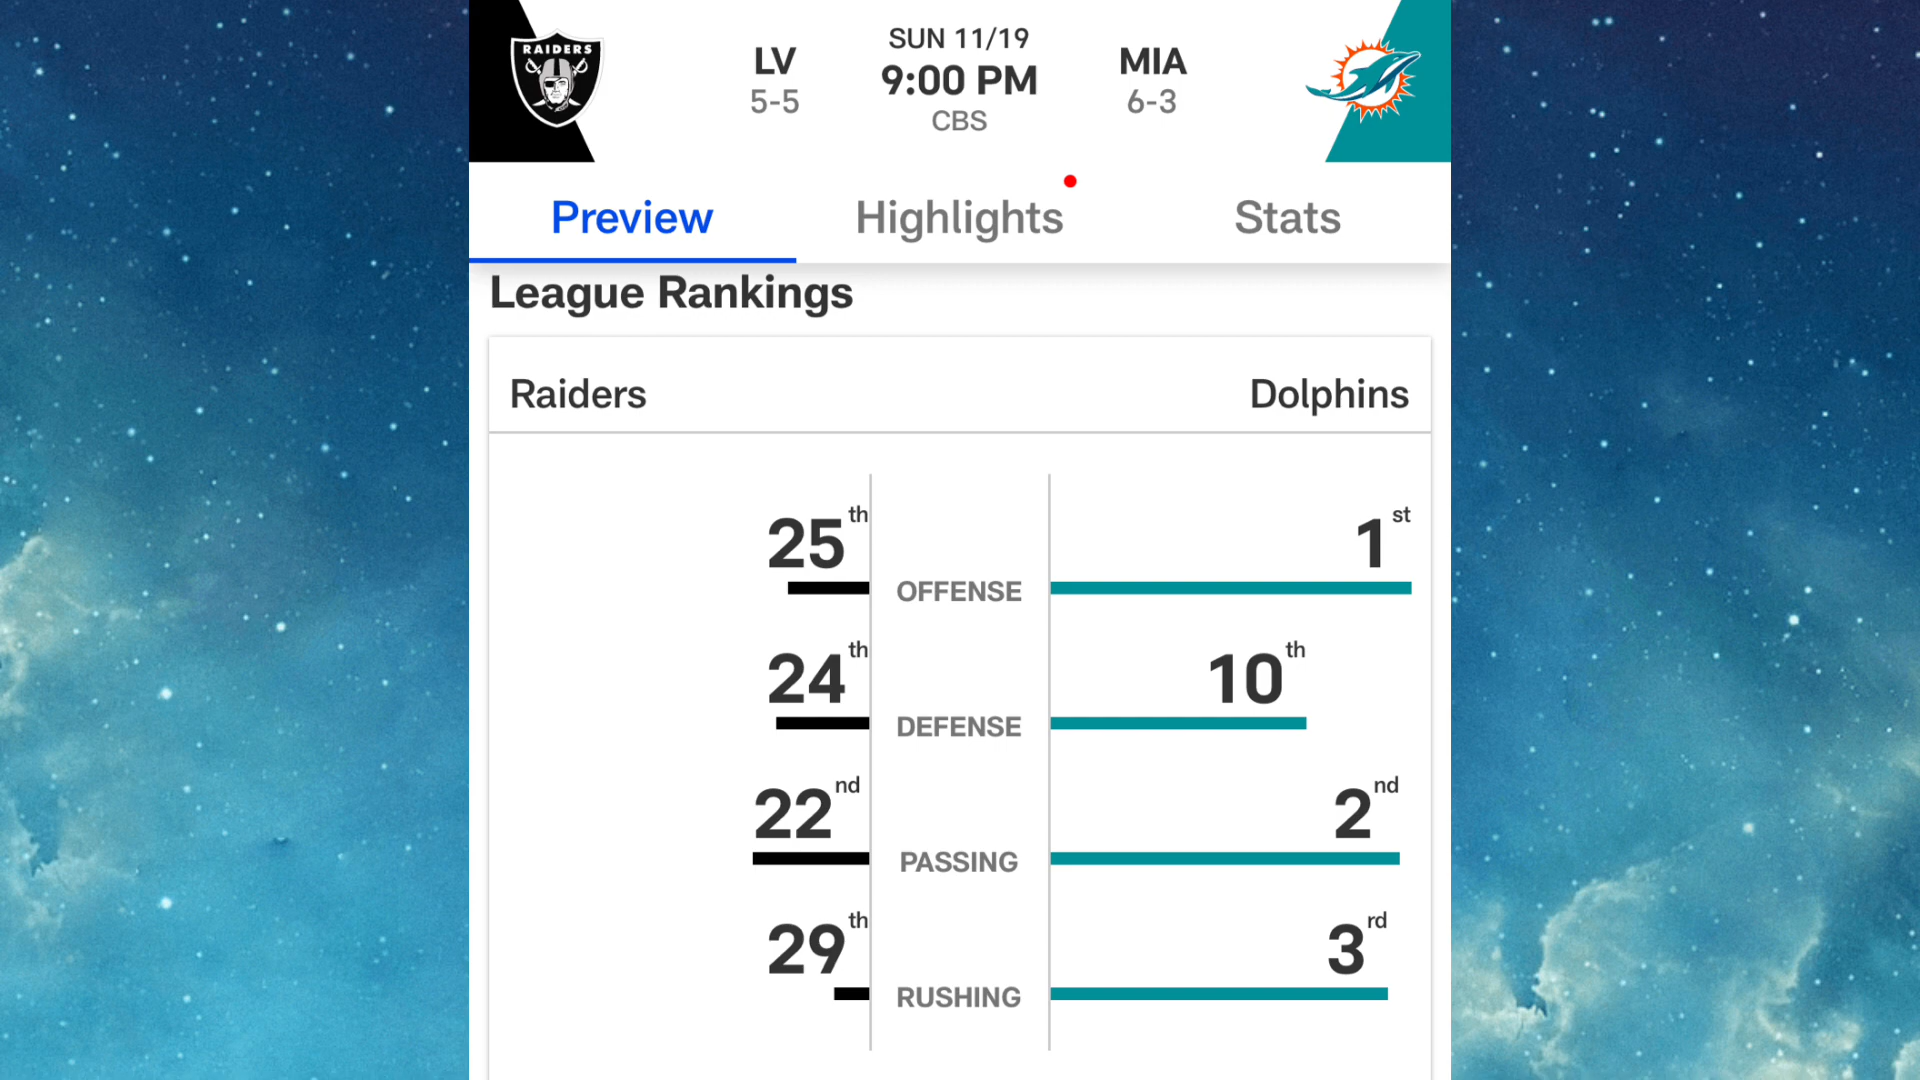 RAIDERS
LV
5-5
SUN 11/19
9:00 PM
CBS
MIA
6-3
Preview Highlights Stats
League Rankings
Raiders Dolphins
25th OFFENSE 1st
24th DEFENSE 10th
22nd PASSING 2nd
29th RUSHING 3rd